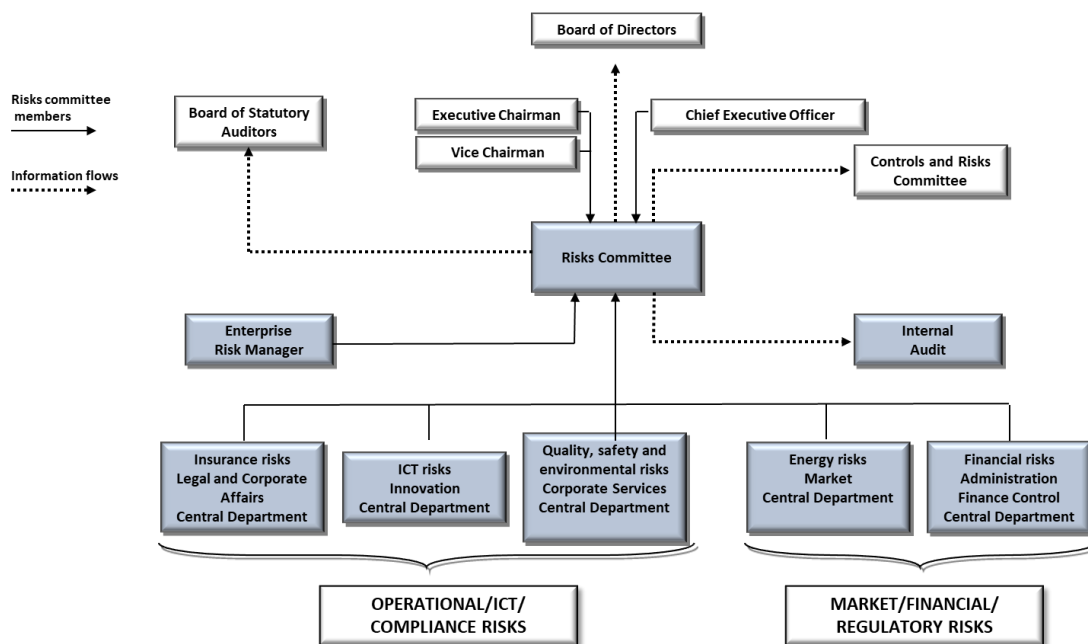 Board of Directors
Risks committee
members
Board of Statutory
Auditors
Executive Chairman
Chief Executive Officer
Vice Chairman
Information flows
Controls and Risks
Committee
Risks Committee
Enterprise
Risk Manager
Internal
Audit
Insurance risks
Legal and Corporate
Affairs
Central Department
ICT risks
Innovation
Central Department
Quality, safety and
environmental risks
Corporate Services
Central Department
Energy risks
Market
Central Department
Financial risks
Administration
Finance Control
Central Department
OPERATIONAL/ICT/
COMPLIANCE RISKS
MARKET/FINANCIAL/
REGULATORY RISKS